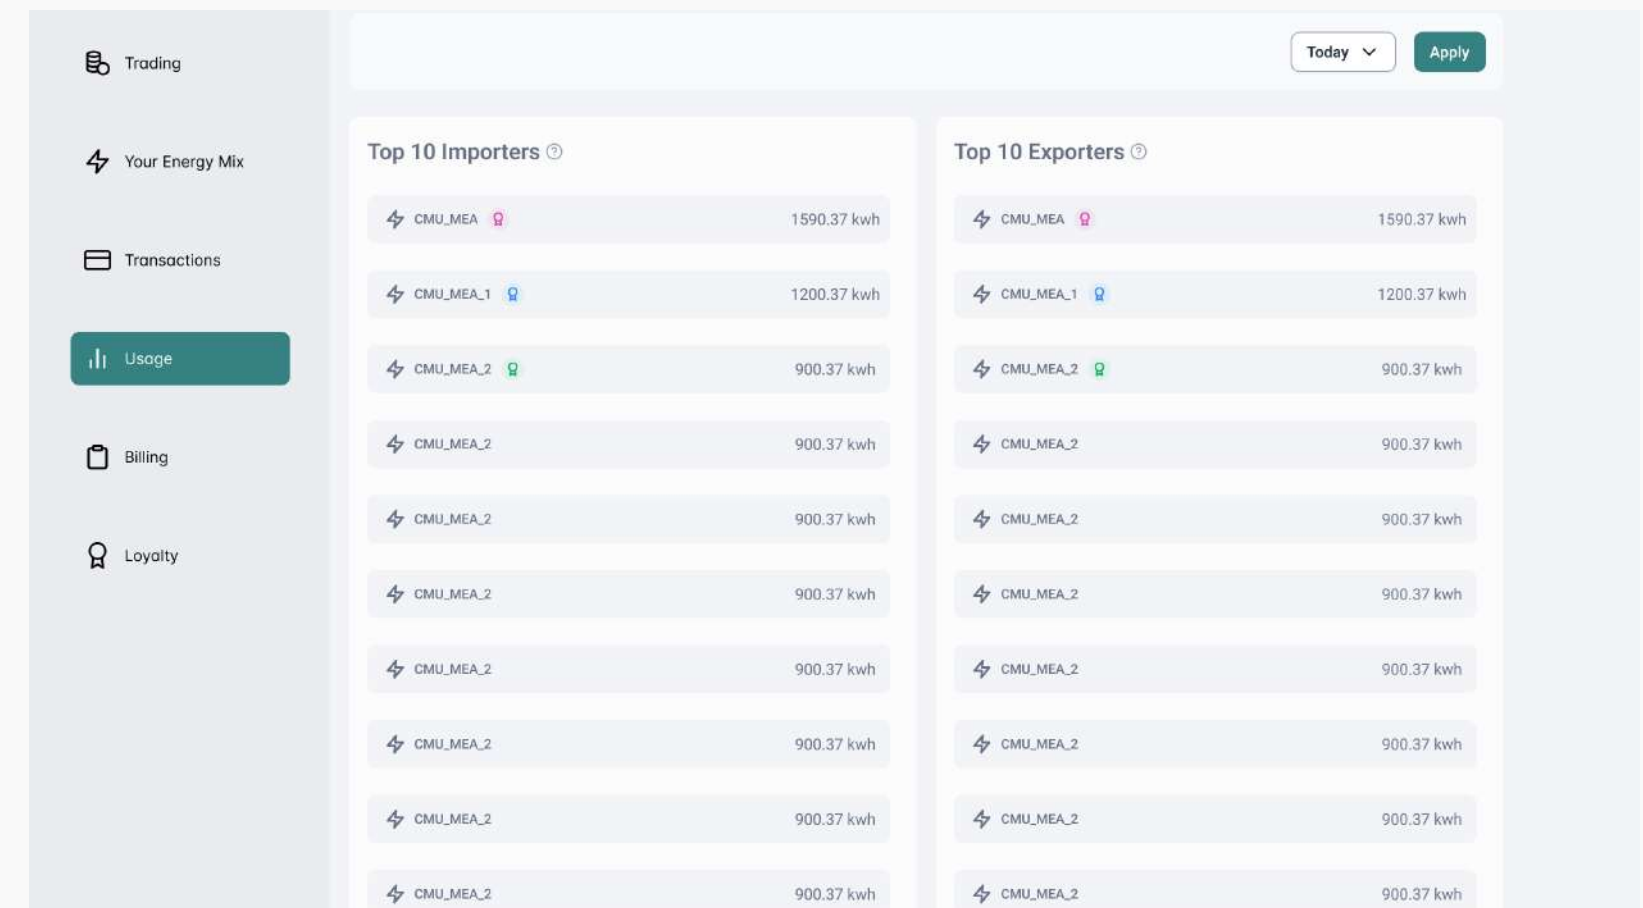 Trading
Your Energy Mix
Transactions
Usage
Billing
Loyalty
Today
Apply
Top 10 Importers
CMU_MEA 1590.37 kwh
CMU_MEA_1 1200.37 kwh
CMU_MEA_2 900.37 kwh
CMU_MEA_2 900.37 kwh
CMU_MEA_2 900.37 kwh
CMU_MEA_2 900.37 kwh
CMU_MEA_2 900.37 kwh
CMU_MEA_2 900.37 kwh
CMU_MEA_2 900.37 kwh
CMU_MEA_2 900.37 kwh
Top 10 Exporters
CMU_MEA 1590.37 kwh
CMU_MEA_1 1200.37 kwh
CMU_MEA_2 900.37 kwh
CMU_MEA_2 900.37 kwh
CMU_MEA_2 900.37 kwh
CMU_MEA_2 900.37 kwh
CMU_MEA_2 900.37 kwh
CMU_MEA_2 900.37 kwh
CMU_MEA_2 900.37 kwh
CMU_MEA_2 900.37 kwh